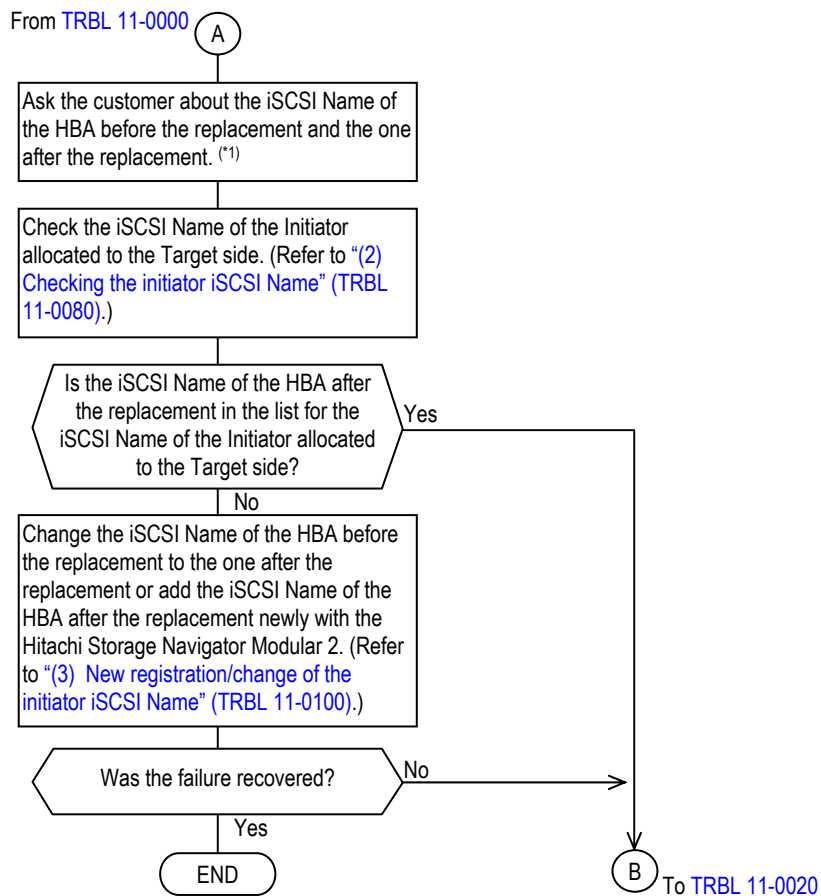 From TRBL 11-0000
A
Ask the customer about the iSCSI Name of
the HBA before the replacement and the one
after the replacement. (*1)
Check the iSCSI Name of the Initiator
allocated to the Target side. (Refer to “(2)
Checking the initiator iSCSI Name” (TRBL
11-0080).)
Is the iSCSI Name of the HBA after
the replacement in the list for the
iSCSI Name of the Initiator allocated
to the Target side?
Yes
No
Change the iSCSI Name of the HBA before
the replacement to the one after the
replacement or add the iSCSI Name of the
HBA after the replacement newly with the
Hitachi Storage Navigator Modular 2. (Refer
to “(3) New registration/change of the
initiator iSCSI Name” (TRBL 11-0100).)
Was the failure recovered?
No
Yes
END
B
To TRBL 11-0020